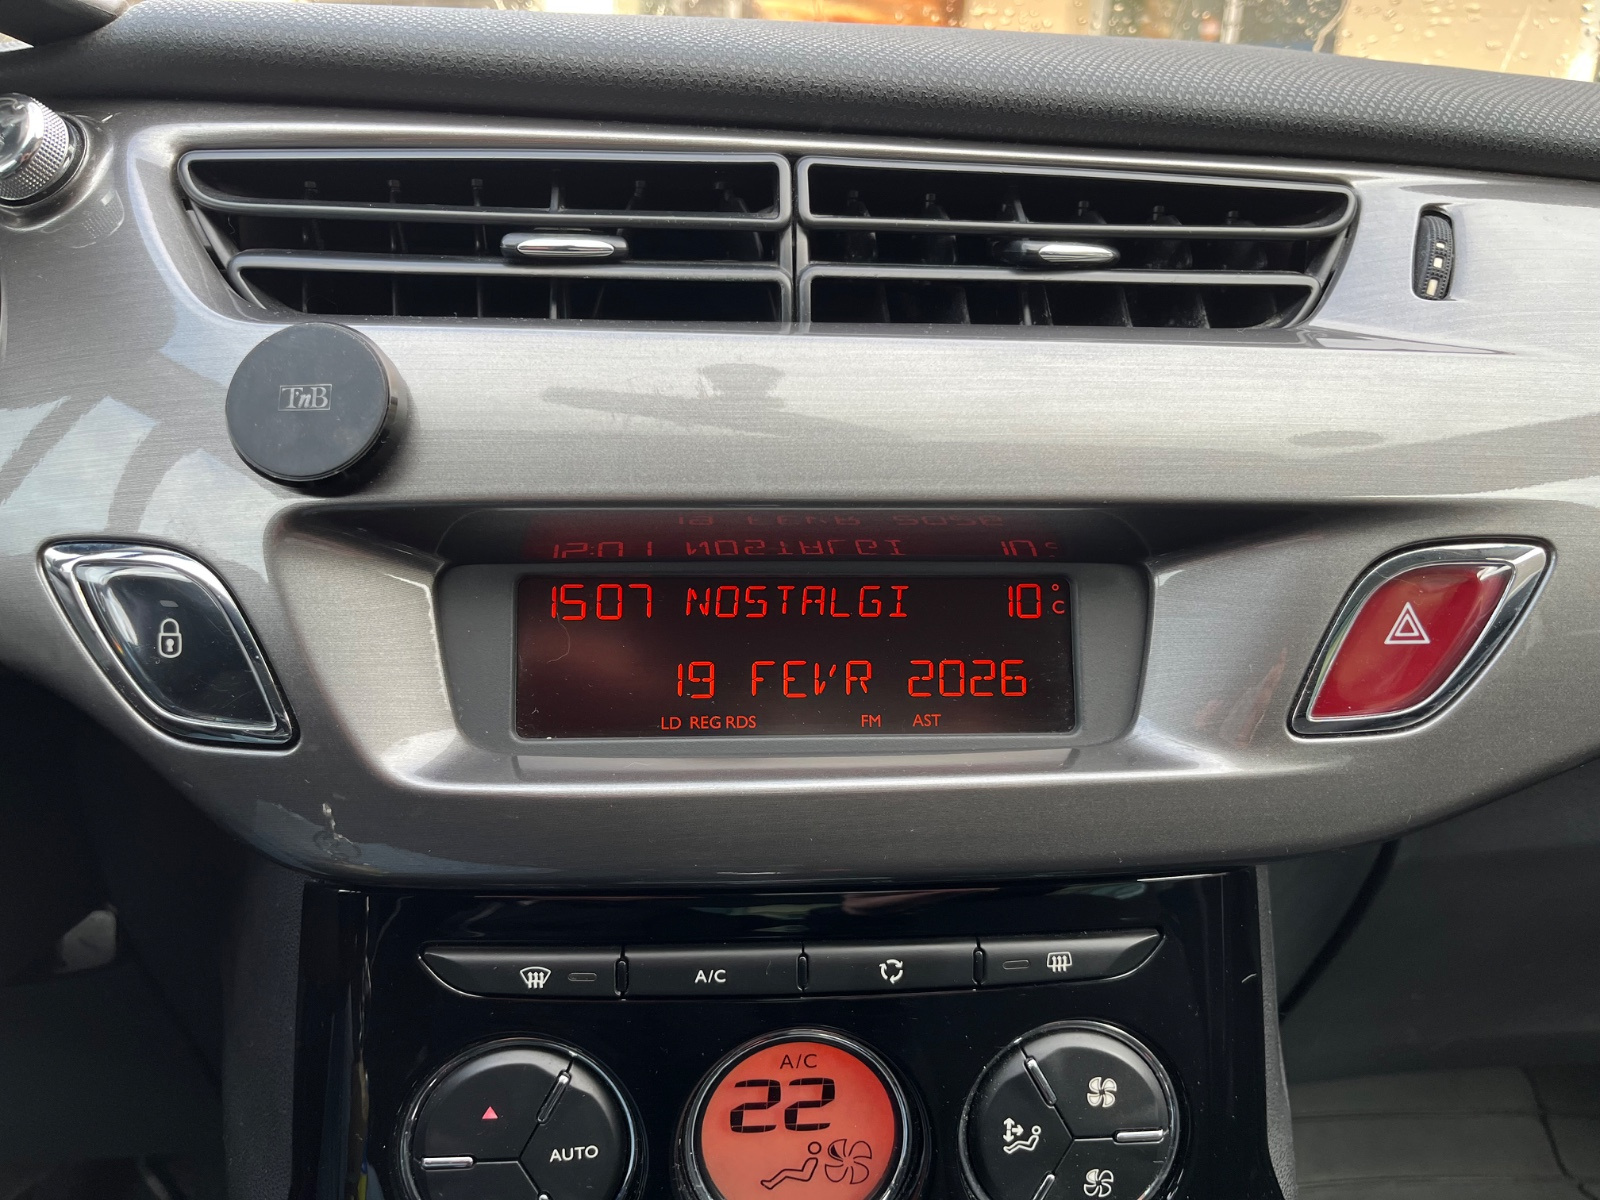 TnB
1507 NOSTALGI 10°C
19 FEVR 2026
LD REG RDS FM AST
A/C
A/C
22
AUTO